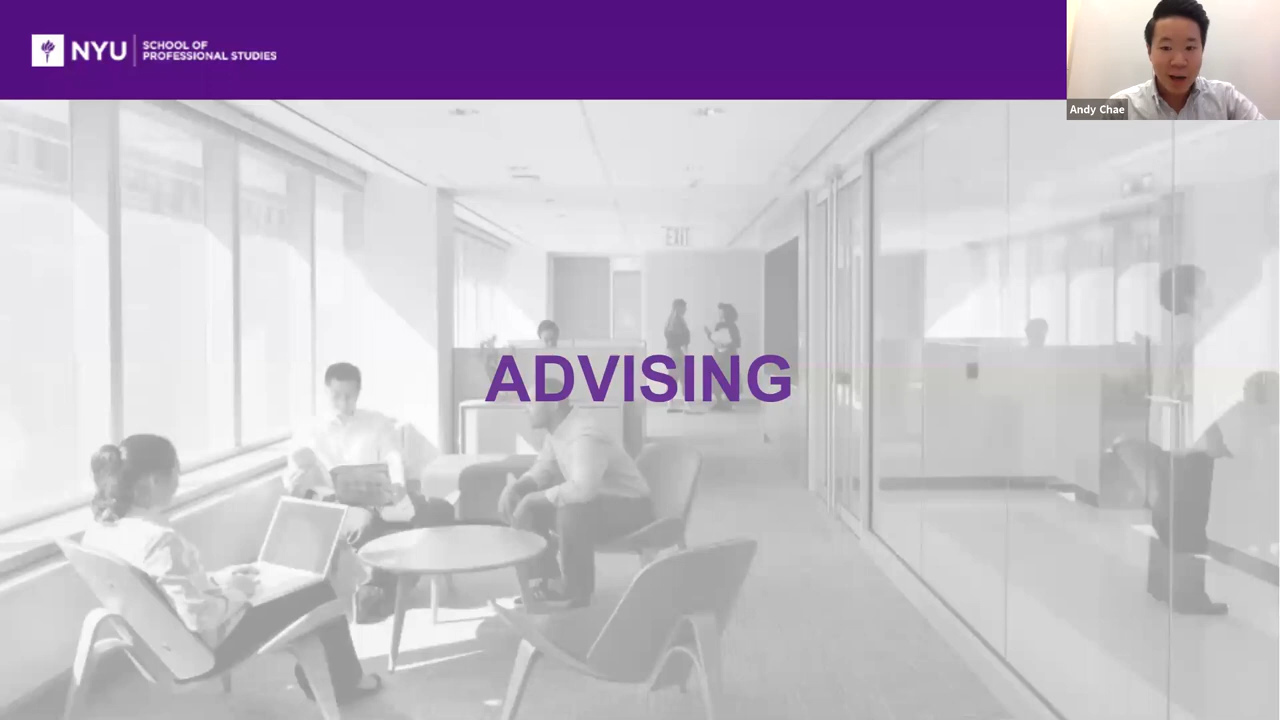 NYU
SCHOOL OF
PROFESSIONAL STUDIES
Andy Chae
EXIT
ADVISING